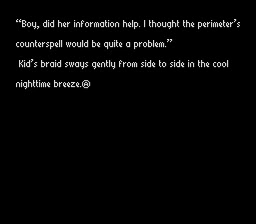 “Boy, did her information help. I thought the perimeter’s
counterspell would be quite a problem.”
Kid’s braid sways gently from side to side in the cool
nighttime breeze.